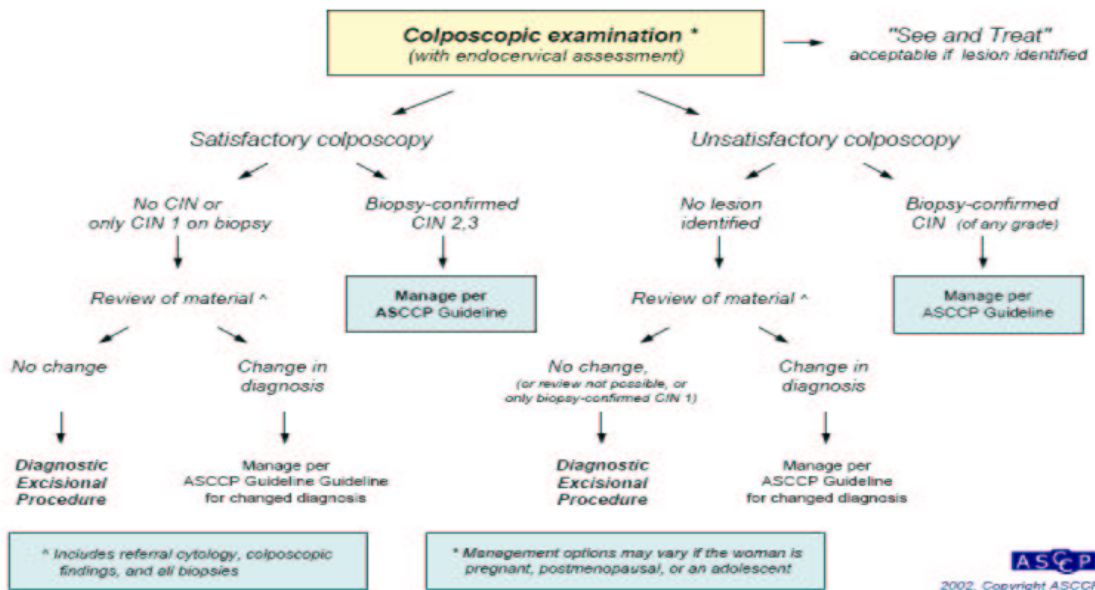 Colposcopic examination *
(with endocervical assessment)
"See and Treat"
acceptable if lesion identified
Satisfactory colposcopy
Unsatisfactory colposcopy
No CIN or
only CIN 1 on biopsy
Biopsy-confirmed
CIN 2,3
No lesion
identified
Biopsy-confirmed
CIN (of any grade)
Review of material ^
Manage per
ASCCP Guideline
Review of material ^
Manage per
ASCCP Guideline
No change
Change in
diagnosis
No change,
(or review not possible, or
only biopsy-confirmed CIN 1)
Change in
diagnosis
Diagnostic
Excisional
Procedure
Manage per
ASCCP Guideline Guideline
for changed diagnosis
Diagnostic
Excisional
Procedure
Manage per
ASCCP Guideline
for changed diagnosis
^ Includes referral cytology, colposcopic
findings, and all biopsies
* Management options may vary if the woman is
pregnant, postmenopausal, or an adolescent
ASCCP
2002, Copyright ASCCP